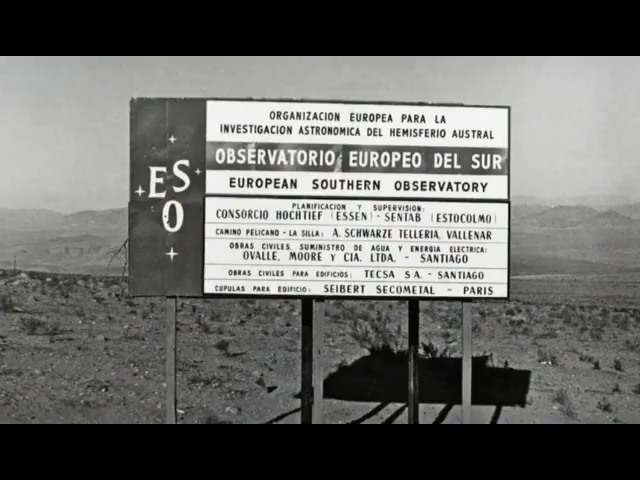 ES
O
ORGANIZACION EUROPEA PARA LA
INVESTIGACION ASTRONOMICA DEL HEMISFERIO AUSTRAL
OBSERVATORIO EUROPEO DEL SUR
EUROPEAN SOUTHERN OBSERVATORY
PLANIFICACION Y SUPERVISION:
CONSORCIO HOCHTIEF (ESSEN) - SENTAB (ESTOCOLMO)
CAMINO PELICANO - LA SILLA: A. SCHWARZE TELLERIA, VALLENAR
OBRAS CIVILES, SUMINISTRO DE AGUA Y ENERGIA ELECTRICA:
OVALLE, MOORE Y CIA. LTDA. - SANTIAGO
OBRAS CIVILES PARA EDIFICIOS: TECSA S A. - SANTIAGO
CUPULAS PARA EDIFICIO: SEIBERT SECOMETAL - PARIS